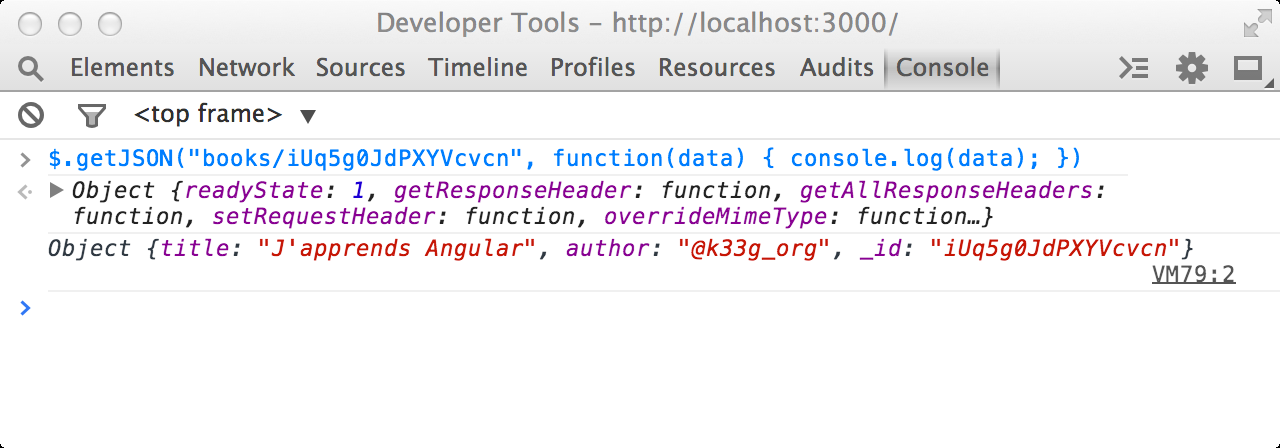 Developer Tools - http://localhost:3000/
Elements Network Sources Timeline Profiles Resources Audits Console
<top frame> ▼
> $.getJSON("books/iUq5g0JdPXYVcvcn", function(data) { console.log(data); })
Object {readyState: 1, getResponseHeader: function, getAllResponseHeaders:
function, setRequestHeader: function, overrideMimeType: function…}
Object {title: "J'apprends Angular", author: "@k33g_org", _id: "iUq5g0JdPXYVcvcn"}
VM79:2
>